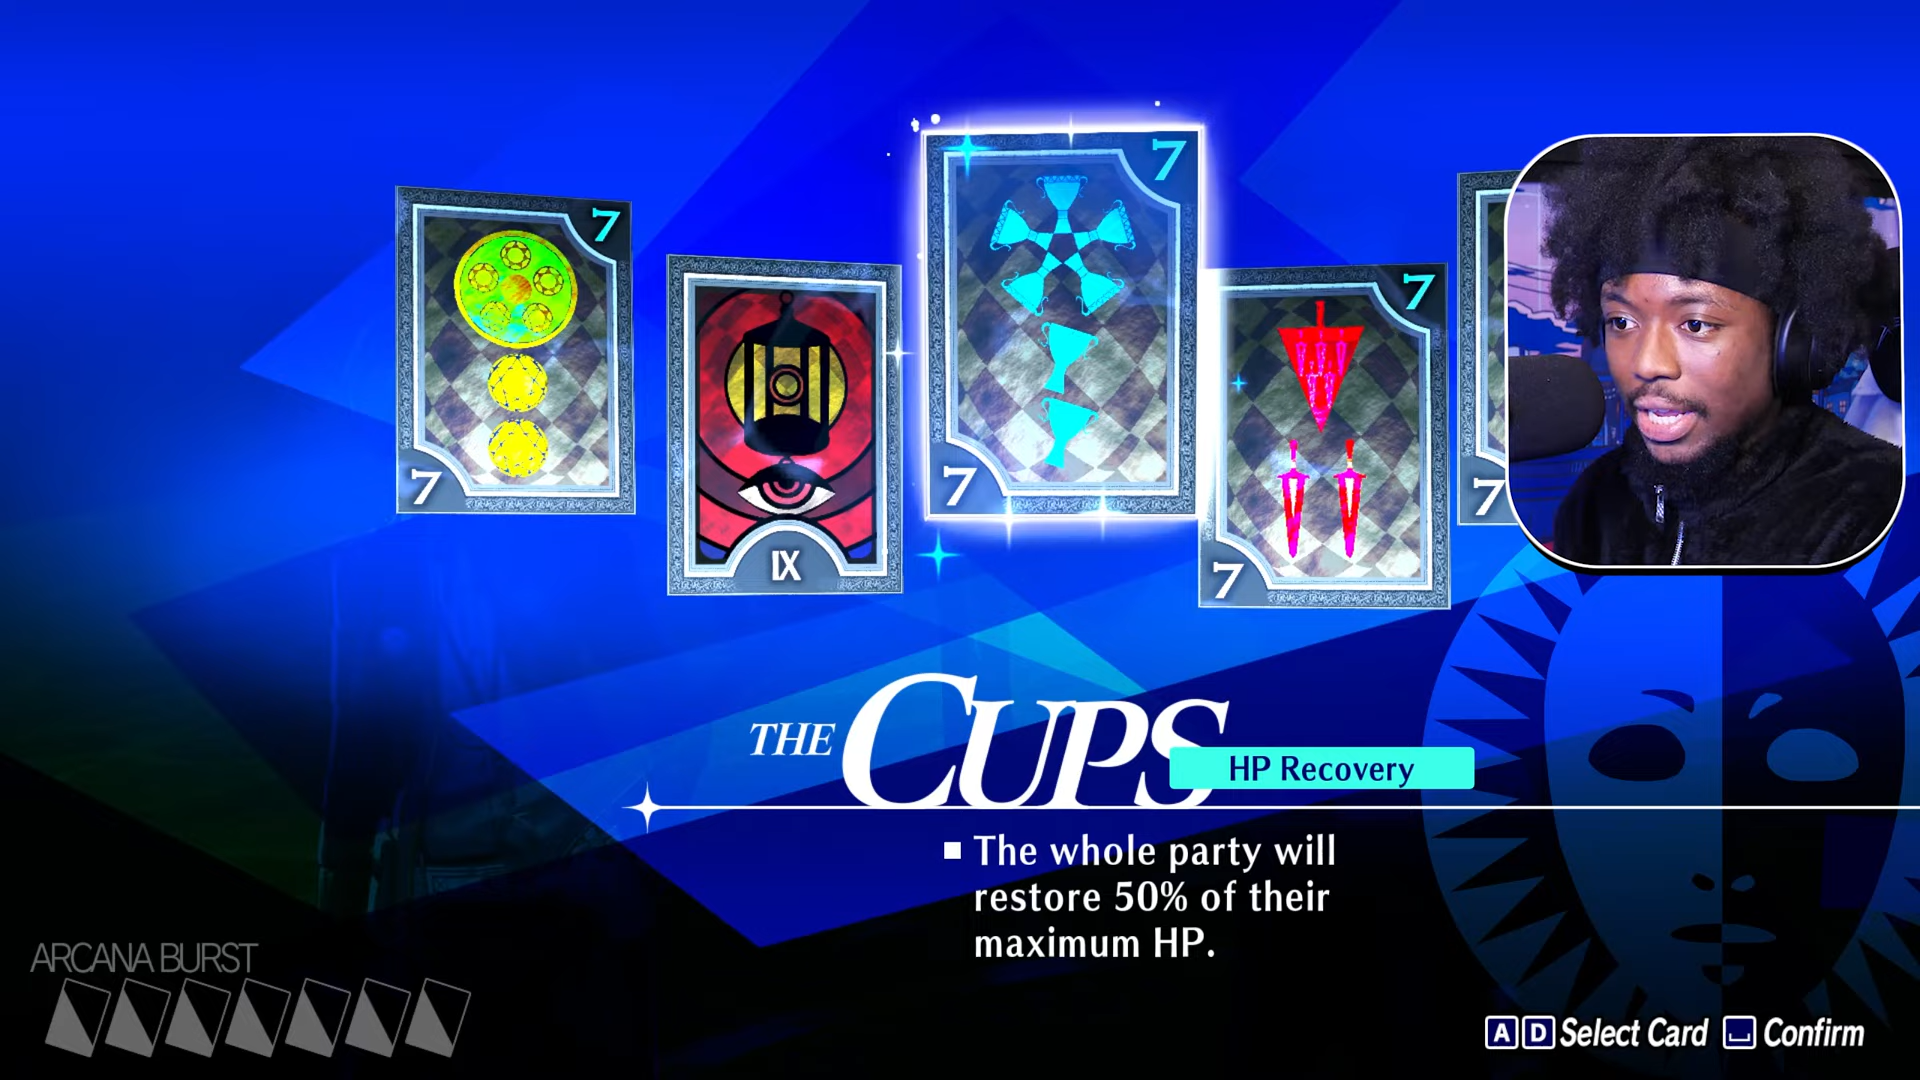 7
7
7
7
7
7
7
IX
THE CUPS
HP Recovery
The whole party will
restore 50% of their
maximum HP.
ARCANA BURST
A D Select Card Confirm